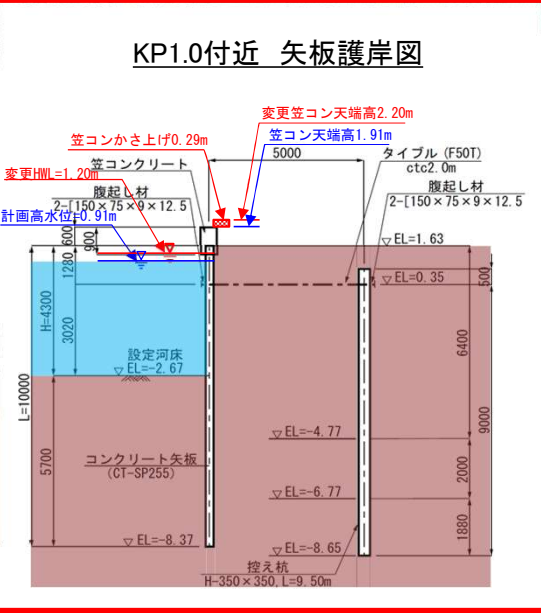 KP1.0付近　矢板護岸図
変更笠コン天端高2.20m
笠コンかさ上げ0.29m
笠コン天端高1.91m
5000
タイブル (F50T)
ctc2.0m
笠コンクリート
変更HWL=1.20m
腹起し材
2-[150×75×9×12.5
腹起し材
2-[150×75×9×12.5
計画高水位=0.91m
600
900
EL=1.63
1280
EL=0.35
500
H=4300
3020
6400
設定河床
EL=-2.67
L=10000
9000
EL=-4.77
5700
コンクリート矢板
(CT-SP255)
2000
EL=-6.77
1880
EL=-8.37
EL=-8.65
控え杭
H-350×350,L=9.50m